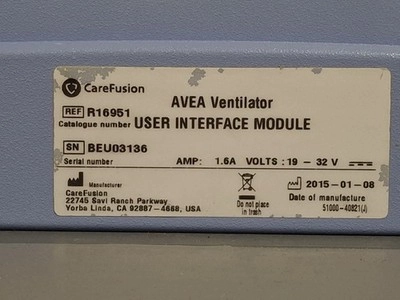 CareFusion
AVEA Ventilator
REF R16951
Catalogue number USER INTERFACE MODULE
SN BEU03136
Serial number AMP: 1.6A VOLTS: 19 - 32 V
Manufacturer
CareFusion
22745 Savi Ranch Parkway
Yorba Linda, CA 92887-4668, USA
Do not place
in trash
2015-01-08
Date of manufacture
51000-40821(J)